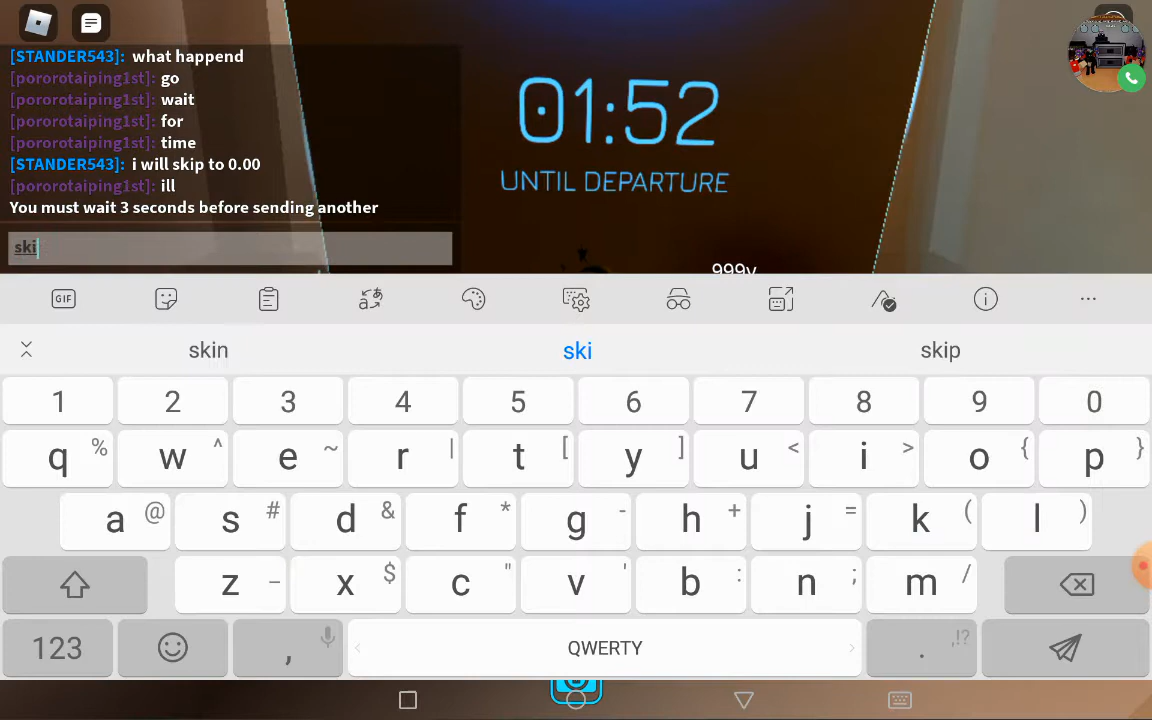 [STANDER543]: what happend
[pororotaiping1st]: go
[pororotaiping1st]: wait
[pororotaiping1st]: for
[pororotaiping1st]: time
[STANDER543]: i will skip to 0.00
[pororotaiping1st]: ill
You must wait 3 seconds before sending another
ski
01:52
UNTIL DEPARTURE
GIF
skin ski skip
1 2 3 4 5 6 7 8 9 0
q % w ^ e ~ r | t [ y ] u < i > o { p }
a @ s # d & f * g - h + j = k ( l )
z _ x $ c " v ' b : n ; m /
123 , QWERTY . ,!?